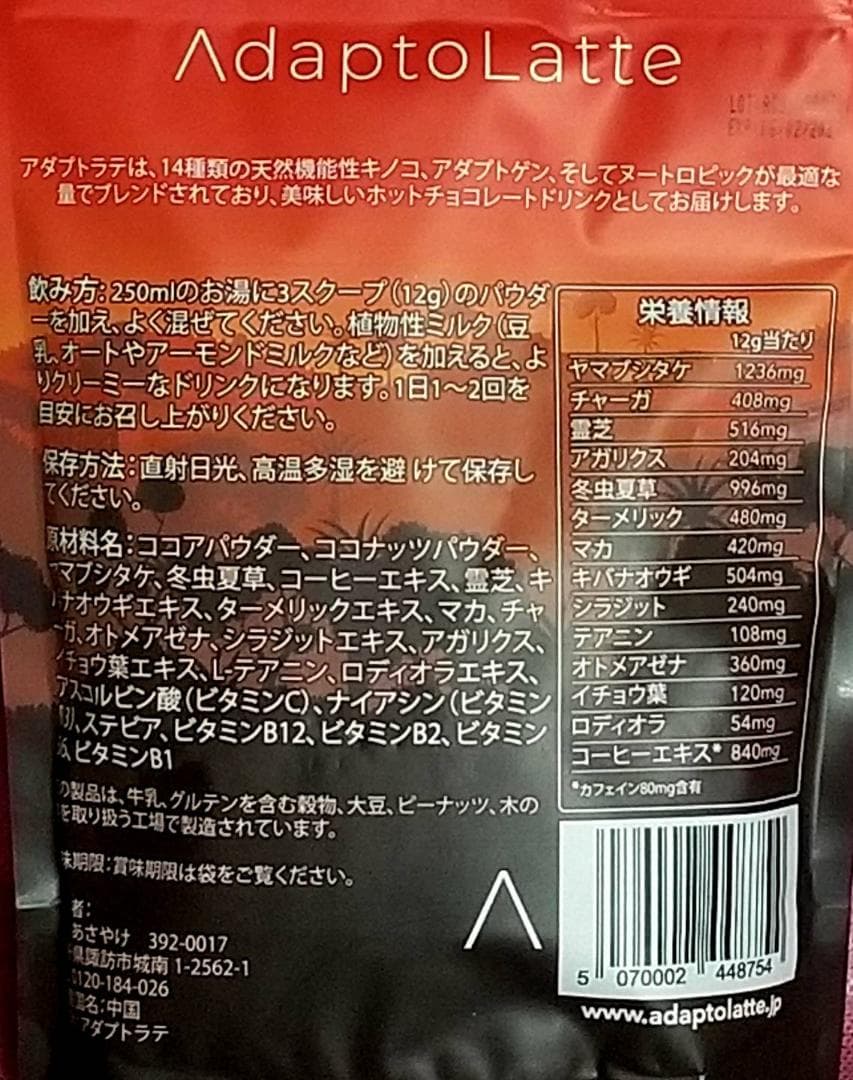 AdaptoLatte
アダプトラテは、14種類の天然機能性キノコ、アダプトゲン、そしてヌートロピックが最適な
量でブレンドされており、美味しいホットチョコレートドリンクとしてお届けします。
飲み方: 250mlのお湯に3スクープ(12g)のパウダ
ーを加え、よく混ぜてください。植物性ミルク(豆
乳、オートやアーモンドミルクなど)を加えると、よ
りクリーミーなドリンクになります。1日1〜2回を
目安にお召し上がりください。
保存方法:直射日光、高温多湿を避 けて保存し
てください。
原材料名:ココアパウダー、ココナッツパウダー、
マブシタケ、冬虫夏草、コーヒーエキス、霊芝、キ
ナオウギエキス、ターメリックエキス、マカ、チャ
ーガ、オトメアゼナ、シラジットエキス、アガリクス、
チョウ葉エキス、L-テアニン、ロディオラエキス、
アスコルビン酸(ビタミンC)、ナイアシン(ビタミン
、ステビア、ビタミンB12、ビタミンB2、ビタミン
、ビタミンB1
の製品は、牛乳、グルテンを含む穀物、大豆、ピーナッツ、木の
を取り扱う工場で製造されています。
味期限:賞味期限は袋をご覧ください。
者:
あさやけ 392-0017
県諏訪市城南 1-2562-1
0120-184-026
国名:中国
アダプトラテ
栄養情報
12g当たり
ヤマブシタケ 1236mg
チャーガ 408mg
霊芝 516mg
アガリクス 204mg
冬虫夏草 996mg
ターメリック 480mg
マカ 420mg
キバナオウギ 504mg
シラジット 240mg
テアニン 108mg
オトメアゼナ 360mg
イチョウ葉 120mg
ロディオラ 54mg
コーヒーエキス* 840mg
*カフェイン80mg含有
5 070002 448754
www.adaptolatte.jp